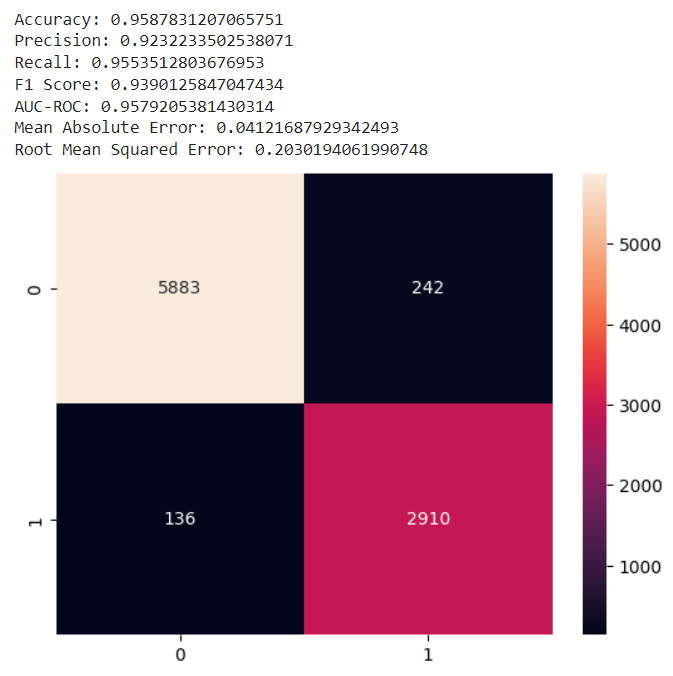 Accuracy: 0.9587831207065751
Precision: 0.9232233502538071
Recall: 0.9553512803676953
F1 Score: 0.9390125847047434
AUC-ROC: 0.9579205381430314
Mean Absolute Error: 0.04121687929342493
Root Mean Squared Error: 0.2030194061990748
5000
0 5883 242
4000
3000
2000
1 136 2910
1000
0 1